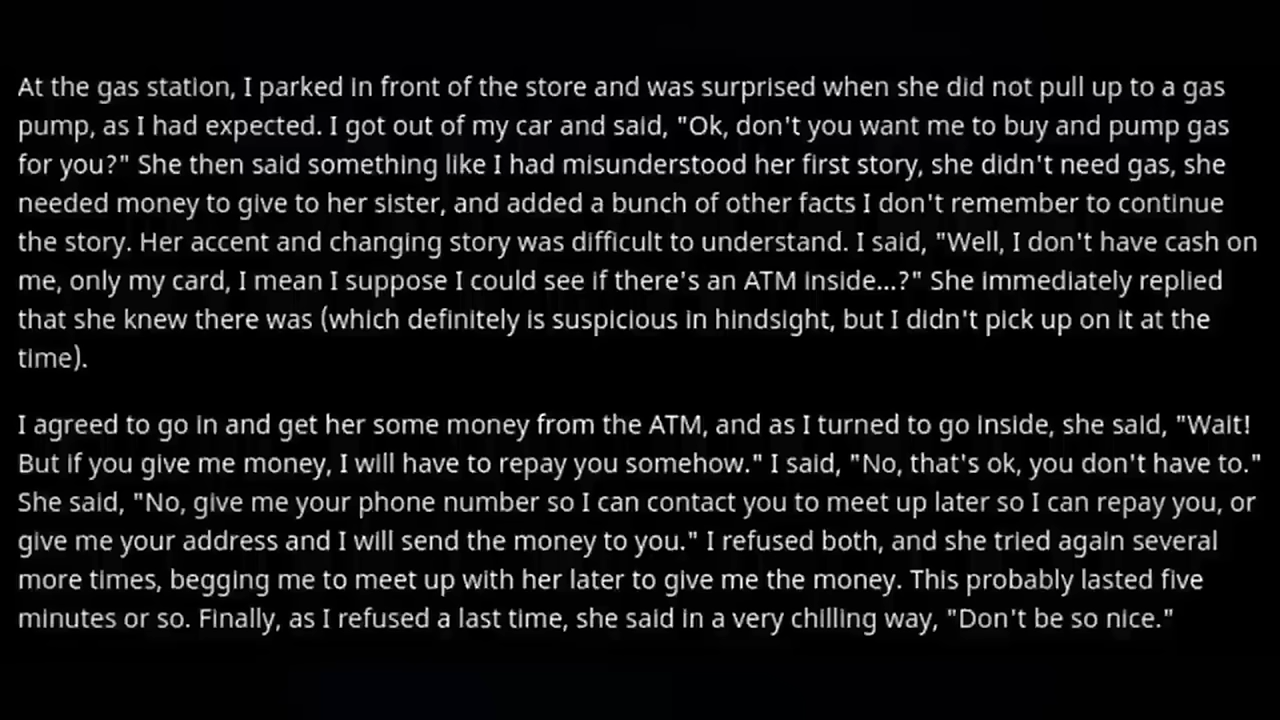 At the gas station, I parked in front of the store and was surprised when she did not pull up to a gas
pump, as I had expected. I got out of my car and said, "Ok, don't you want me to buy and pump gas
for you?" She then said something like I had misunderstood her first story, she didn't need gas, she
needed money to give to her sister, and added a bunch of other facts I don't remember to continue
the story. Her accent and changing story was difficult to understand. I said, "Well, I don't have cash on
me, only my card, I mean I suppose I could see if there's an ATM inside...?" She immediately replied
that she knew there was (which definitely is suspicious in hindsight, but I didn't pick up on it at the
time).
I agreed to go in and get her some money from the ATM, and as I turned to go inside, she said, "Wait!
But if you give me money, I will have to repay you somehow." I said, "No, that's ok, you don't have to."
She said, "No, give me your phone number so I can contact you to meet up later so I can repay you, or
give me your address and I will send the money to you." I refused both, and she tried again several
more times, begging me to meet up with her later to give me the money. This probably lasted five
minutes or so. Finally, as I refused a last time, she said in a very chilling way, "Don't be so nice."